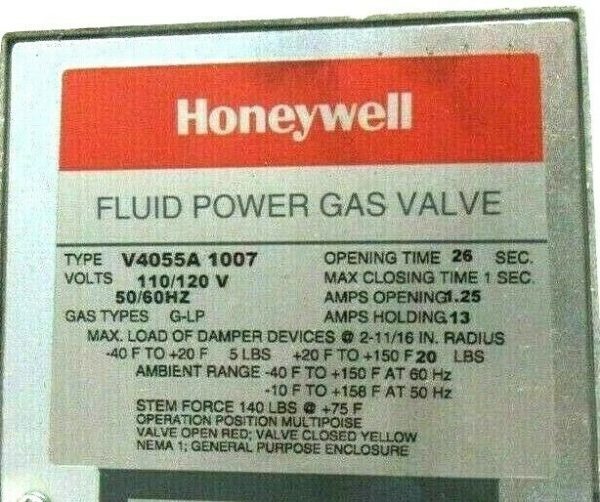 Honeywell
FLUID POWER GAS VALVE
TYPE V4055A 1007 OPENING TIME 26 SEC.
VOLTS 110/120 V MAX CLOSING TIME 1 SEC.
50/60HZ AMPS OPENING 1.25
GAS TYPES G-LP AMPS HOLDING .13
MAX. LOAD OF DAMPER DEVICES @ 2-11/16 IN. RADIUS
-40 F TO +20 F 5 LBS +20 F TO +150 F 20 LBS
AMBIENT RANGE -40 F TO +150 F AT 60 Hz
-10 F TO +158 F AT 50 Hz
STEM FORCE 140 LBS @ +75 F
OPERATION POSITION MULTIPOISE
VALVE OPEN RED; VALVE CLOSED YELLOW
NEMA 1; GENERAL PURPOSE ENCLOSURE